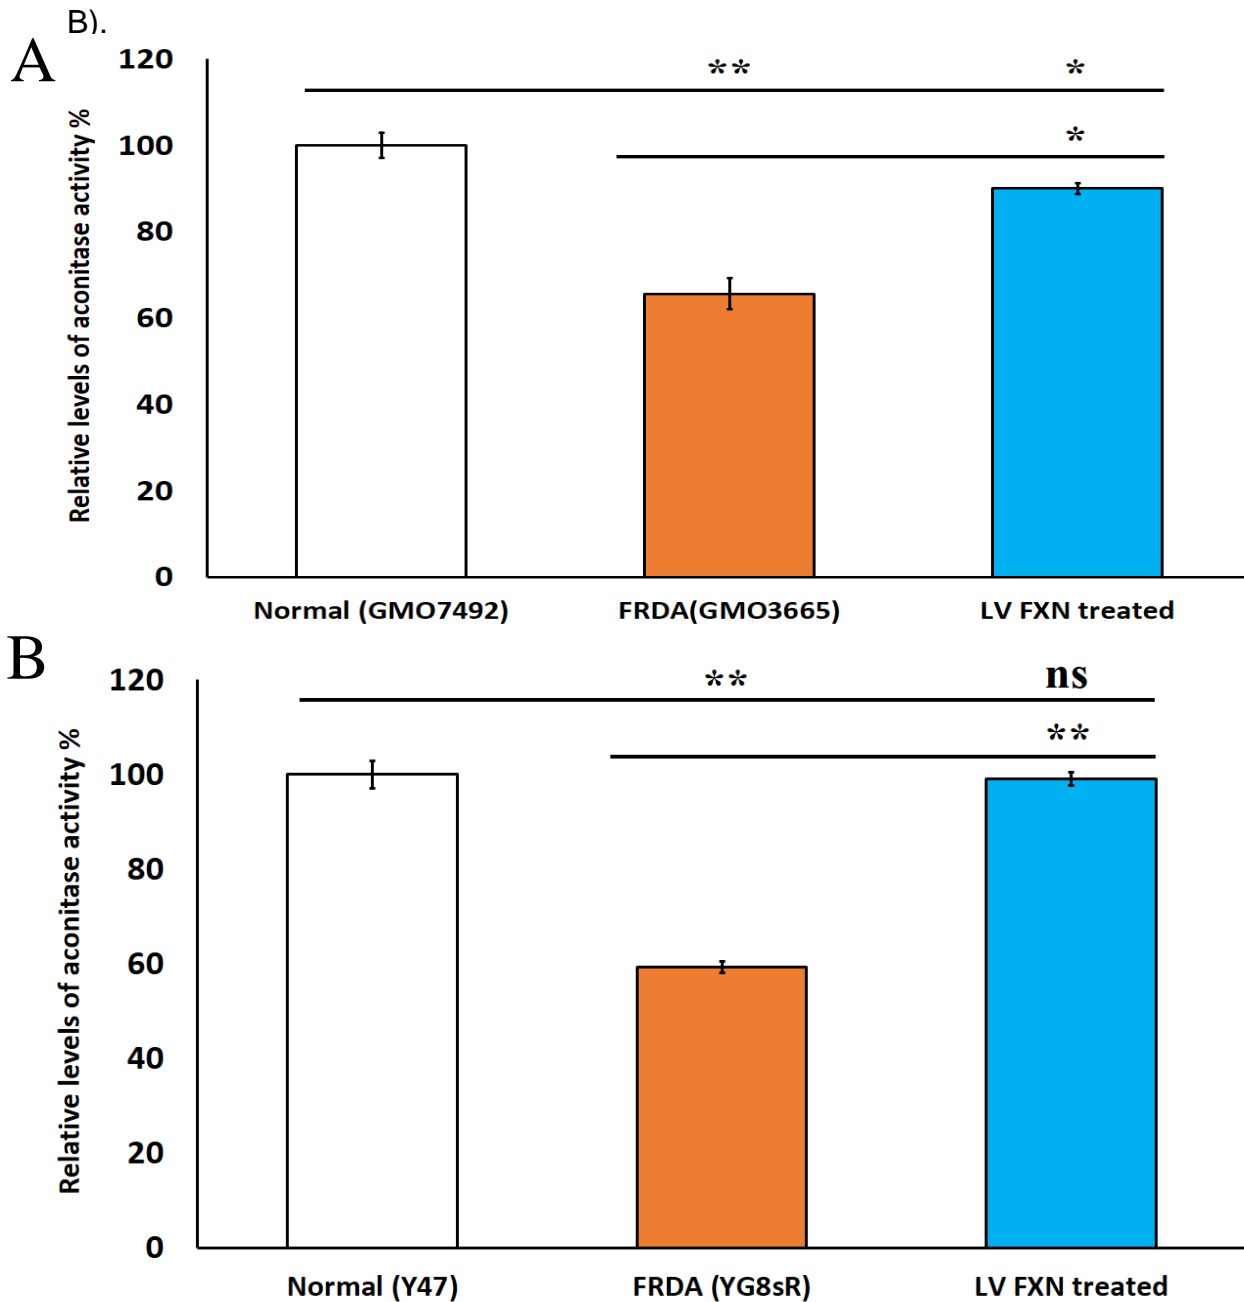 B).
A
Relative levels of aconitase activity %
120
100
80
60
40
20
0
** *
*
Normal (GMO7492) FRDA(GMO3665) LV FXN treated
B
Relative levels of aconitase activity %
120
100
80
60
40
20
0
** ns
**
Normal (Y47) FRDA (YG8sR) LV FXN treated